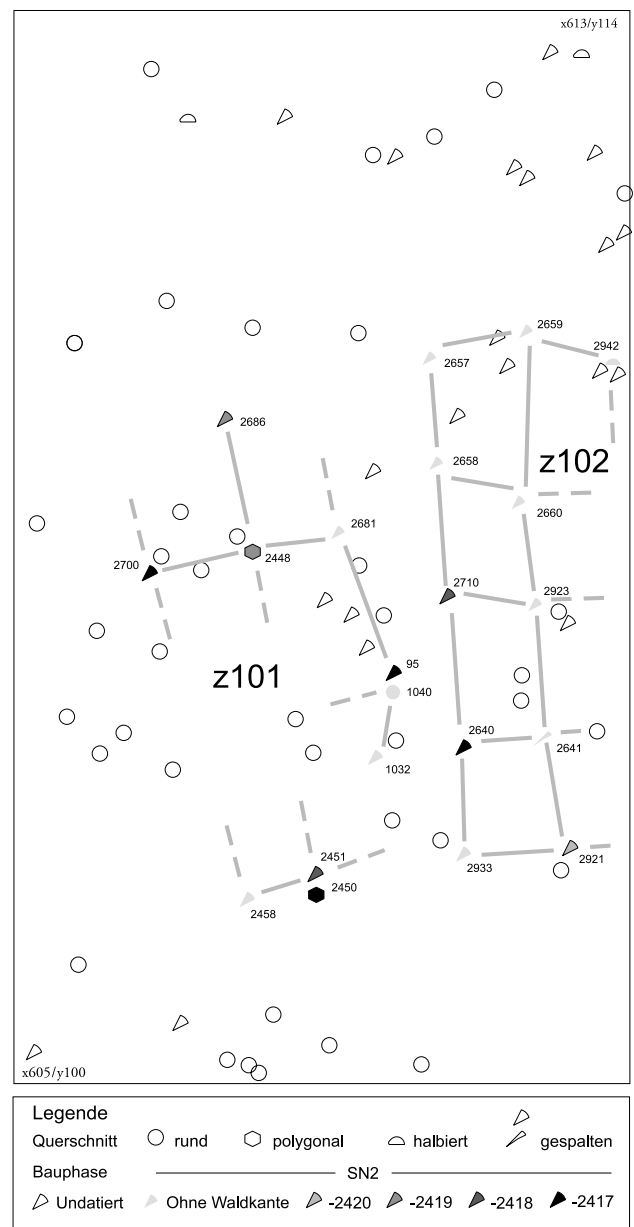 x613/y114
2659
2942
2657
2686
2658
z102
2660
2681
2448
2700
2710
2923
95
z101
1040
2640
2641
1032
2451
2933
2921
2450
2458
x605/y100
Legende
Querschnitt rund polygonal halbiert gespalten
Bauphase SN2
Undatiert Ohne Waldkante -2420 -2419 -2418 -2417